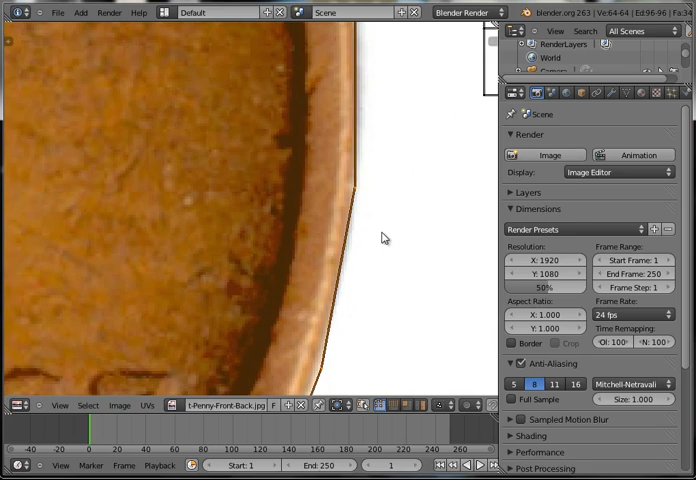 File Add Render Help Default Scene Blender Render blender.org 263 | Ve:64-64 | Ed:96-96 | Fa:34
View Search All Scenes
RenderLayers
World
Camera
Scene
Render
Image Animation
Display: Image Editor
Layers
Dimensions
Render Presets
Resolution: Frame Range:
X: 1920 Start Frame: 1
Y: 1080 End Frame: 250
50% Frame Step: 1
Aspect Ratio: Frame Rate:
X: 1.000 24 fps
Y: 1.000 Time Remapping:
Border Crop :Ol: 100 N: 100
Anti-Aliasing
5 8 11 16 Mitchell-Netravali
Full Sample Size: 1.000
Sampled Motion Blur
Shading
Performance
Post Processing
View Select Image UVs t-Penny-Front-Back.jpg F
-40 -20 0 20 40 60 80 100 120 140 160 180 200 220 240 260
View Marker Frame Playback Start: 1 End: 250 1